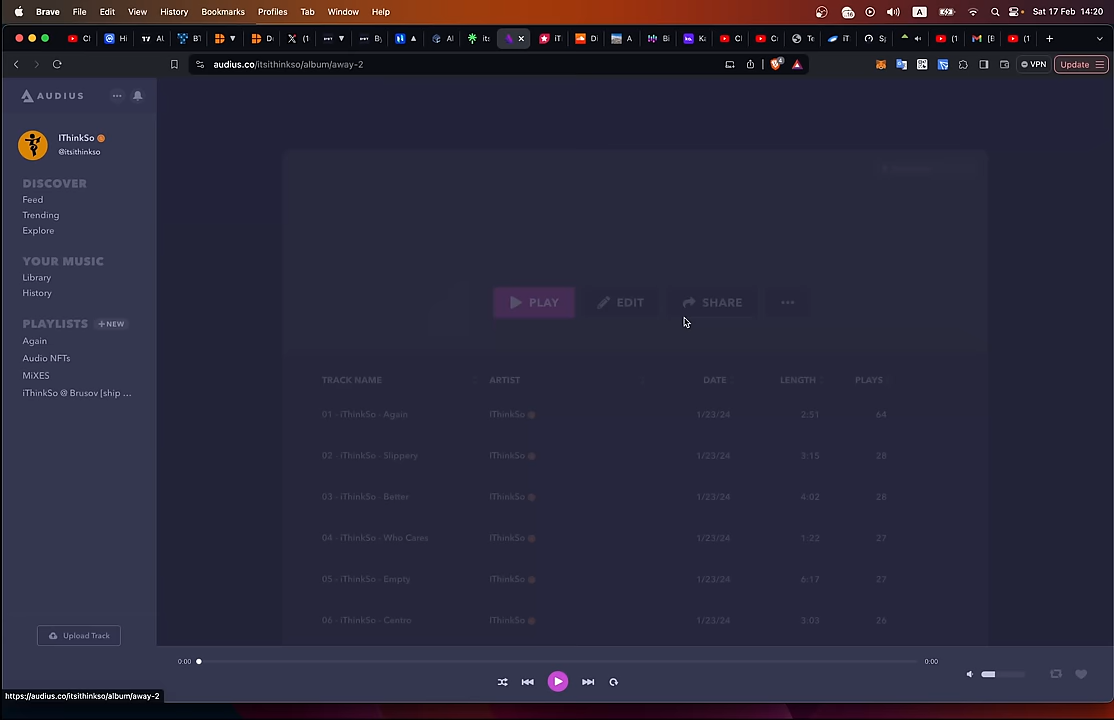 Brave File Edit View History Bookmarks Profiles Tab Window Help A Sat 17 Feb 14:20
audius.co/itsithinkso/album/away-2 VPN Update
AUDIUS
IThinkSo
@itsithinkso
DISCOVER
Feed
Trending
Explore
YOUR MUSIC
Library
History
PLAYLISTS +NEW
Again
Audio NFTs
MiXES
iThinkSo @ Brusov [ship ...
Upload Track
PLAY EDIT SHARE
TRACK NAME ARTIST DATE LENGTH PLAYS
01 - iThinkSo - Again IThinkSo 1/23/24 2:51 64
02 - iThinkSo - Slippery IThinkSo 1/23/24 3:15 28
03 - iThinkSo - Better IThinkSo 1/23/24 4:02 28
04 - iThinkSo - Who Cares IThinkSo 1/23/24 1:22 27
05 - iThinkSo - Empty IThinkSo 1/23/24 6:17 27
06 - iThinkSo - Centro IThinkSo 1/23/24 5:03 26
0:00 0:00
https://audius.co/itsithinkso/album/away-2